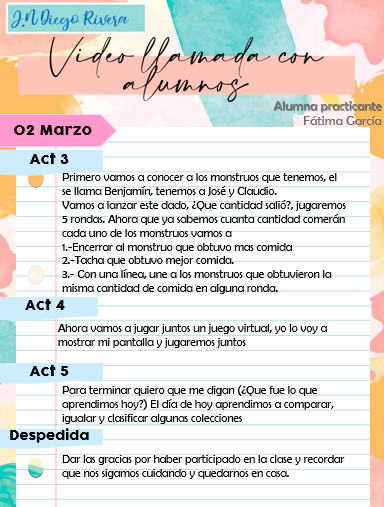 J.N Diego Rivera
Video llamada con
alumnos
Alumna practicante
Fátima García
02 Marzo
Act 3
Primero vamos a conocer a los monstruos que tenemos, el
se llama Benjamín, tenemos a José y Claudio.
Vamos a lanzar este dado, ¿Que cantidad salió?, jugaremos
5 rondas. Ahora que ya sabemos cuanta cantidad comerán
cada uno de los monstruos vamos a
1.-Encerrar al monstruo que obtuvo mas comida
2.-Tacha que obtuvo mejor comida.
3.- Con una línea, une a los monstruos que obtuvieron la
misma cantidad de comida en alguna ronda.
Act 4
Ahora vamos a jugar juntos un juego virtual, yo lo voy a
mostrar mi pantalla y jugaremos juntos
Act 5
Para terminar quiero que me digan (¿Que fue lo que
aprendimos hoy?) El día de hoy aprendimos a comparar,
igualar y clasificar algunas colecciones
Despedida
Dar las gracias por haber participado en la clase y recordar
que nos sigamos cuidando y quedarnos en casa.